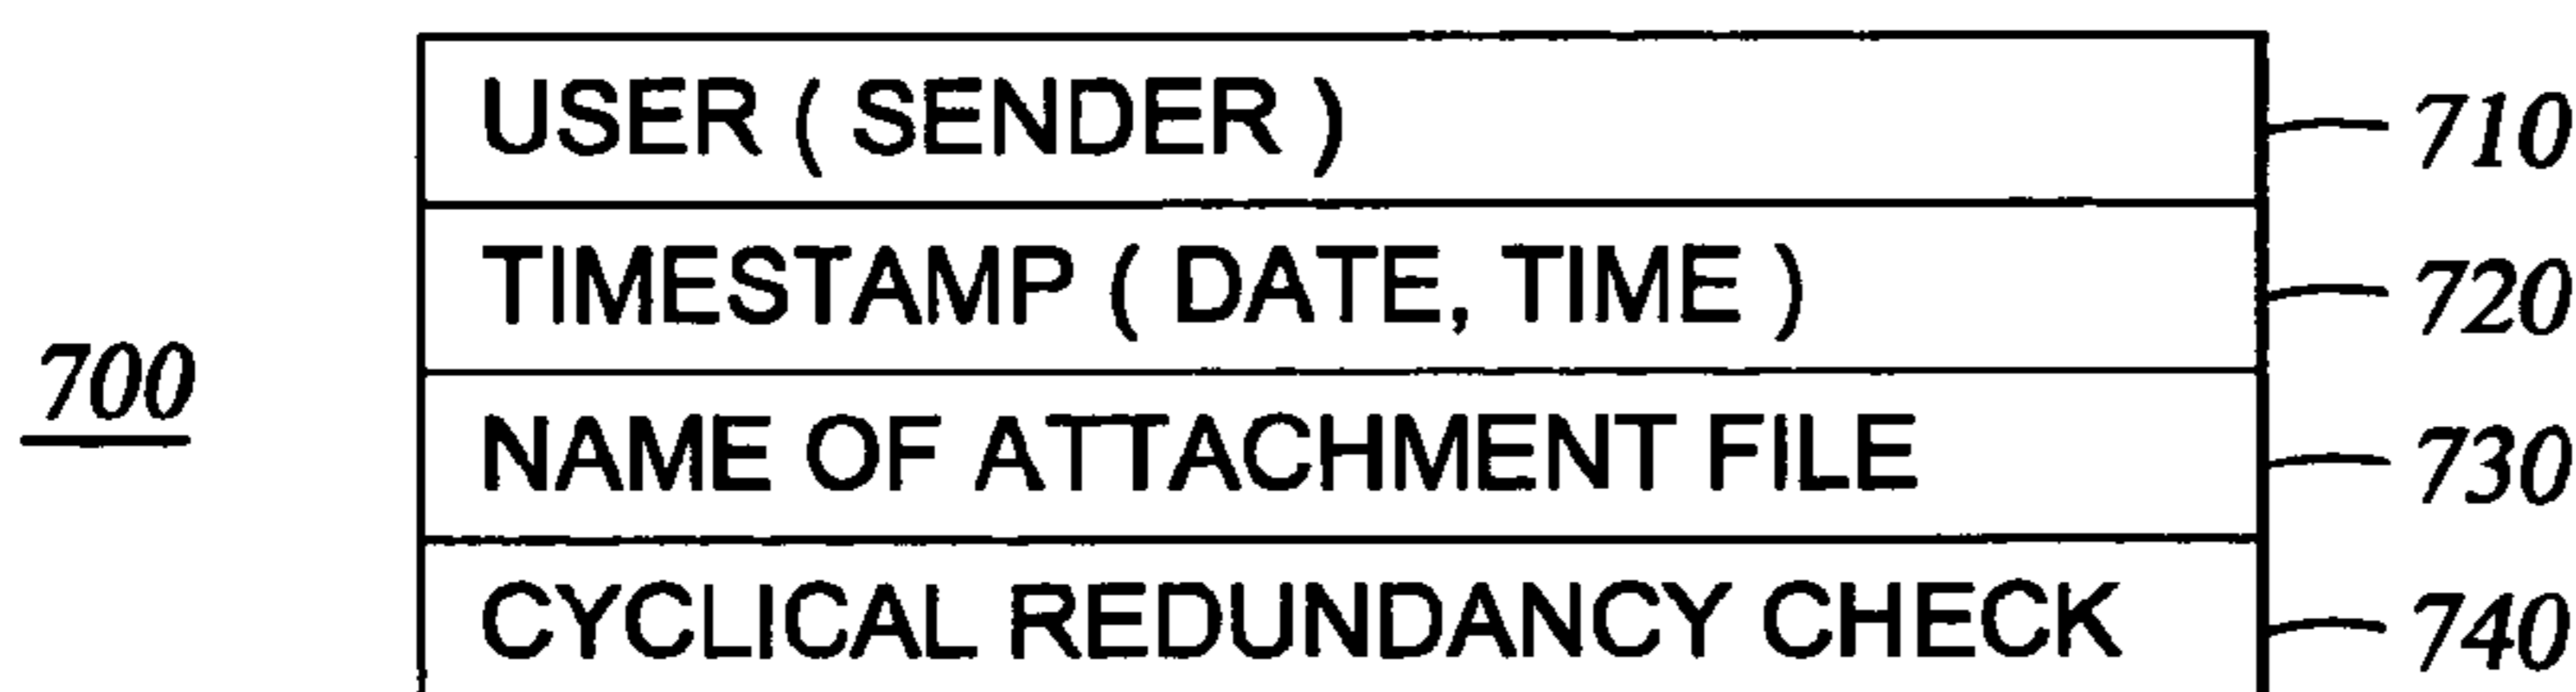 USER ( SENDER ) 710
TIMESTAMP ( DATE, TIME ) 720
700
NAME OF ATTACHMENT FILE 730
CYCLICAL REDUNDANCY CHECK 740